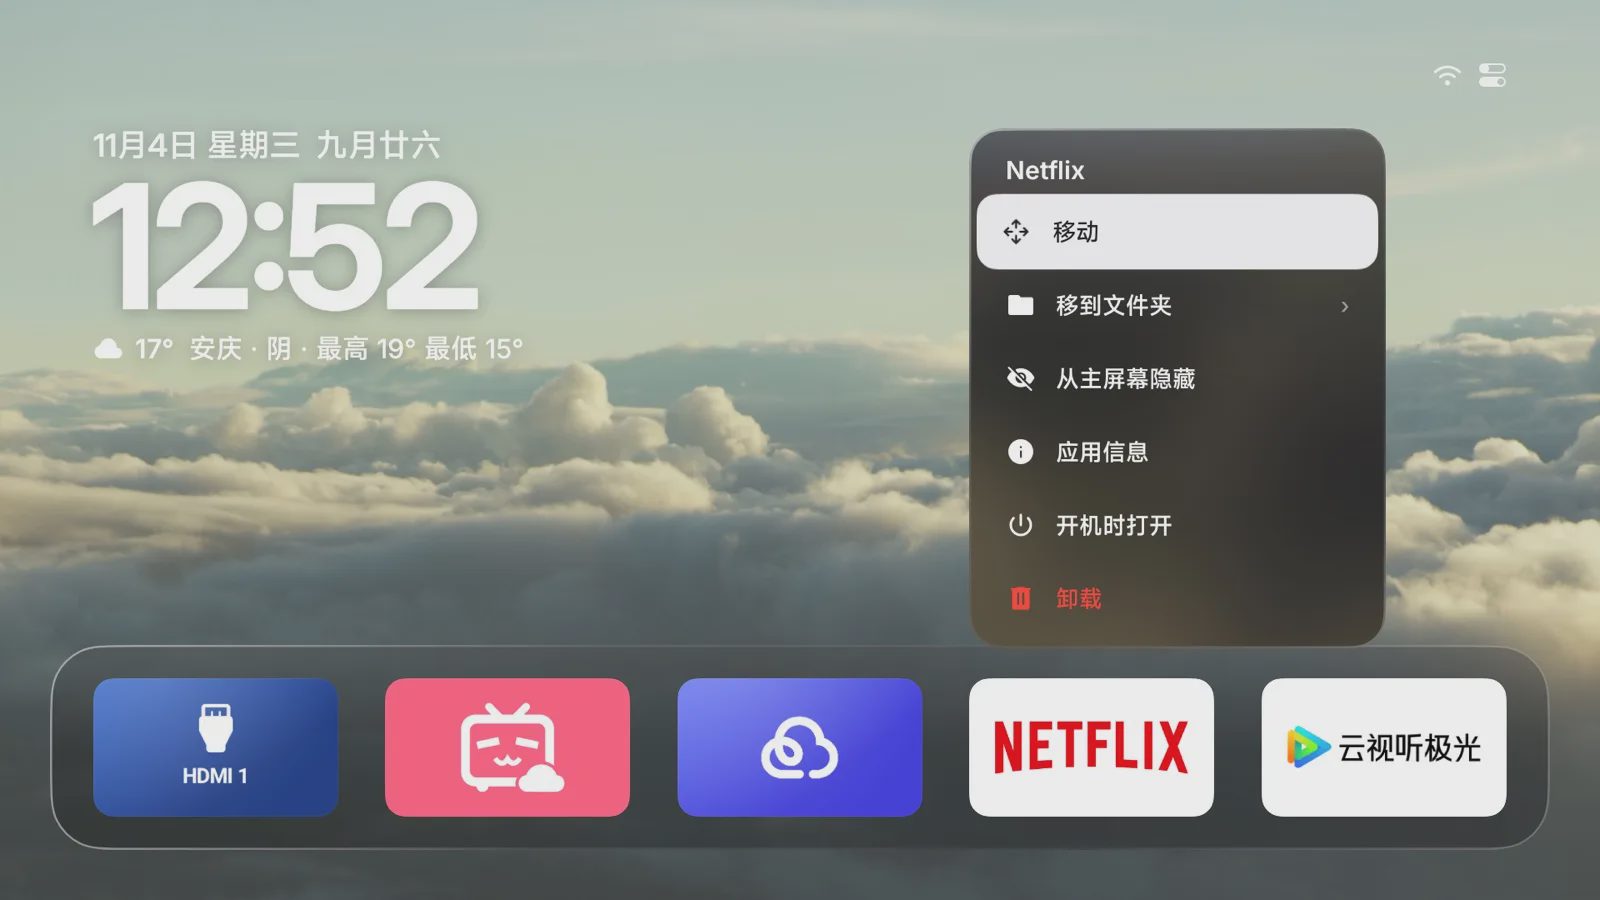 11月4日 星期三 九月廿六
12:52
17° 安庆 · 阴 · 最高 19° 最低 15°
Netflix
移动
移到文件夹
从主屏幕隐藏
应用信息
开机时打开
卸载
HDMI 1
NETFLIX
云视听极光